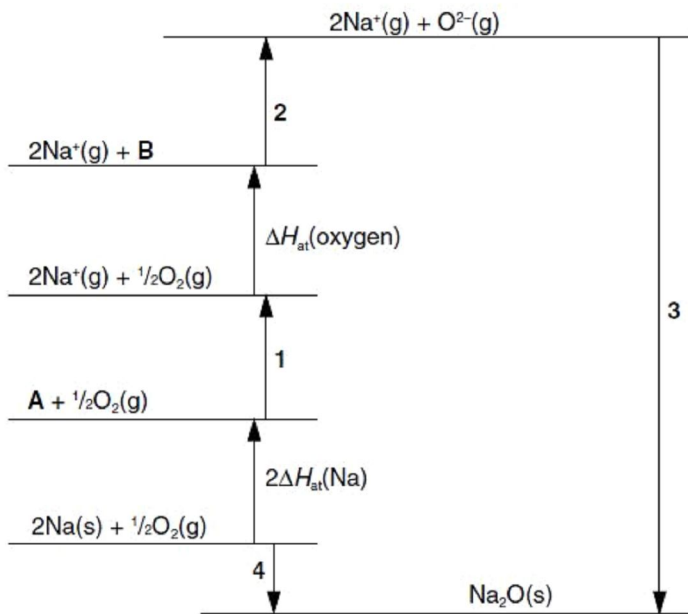 2Na⁺(g) + O²⁻(g)
2
2Na⁺(g) + B
ΔHat(oxygen)
2Na⁺(g) + ½O₂(g)
3
1
A + ½O₂(g)
2ΔHat(Na)
2Na(s) + ½O₂(g)
4
Na₂O(s)